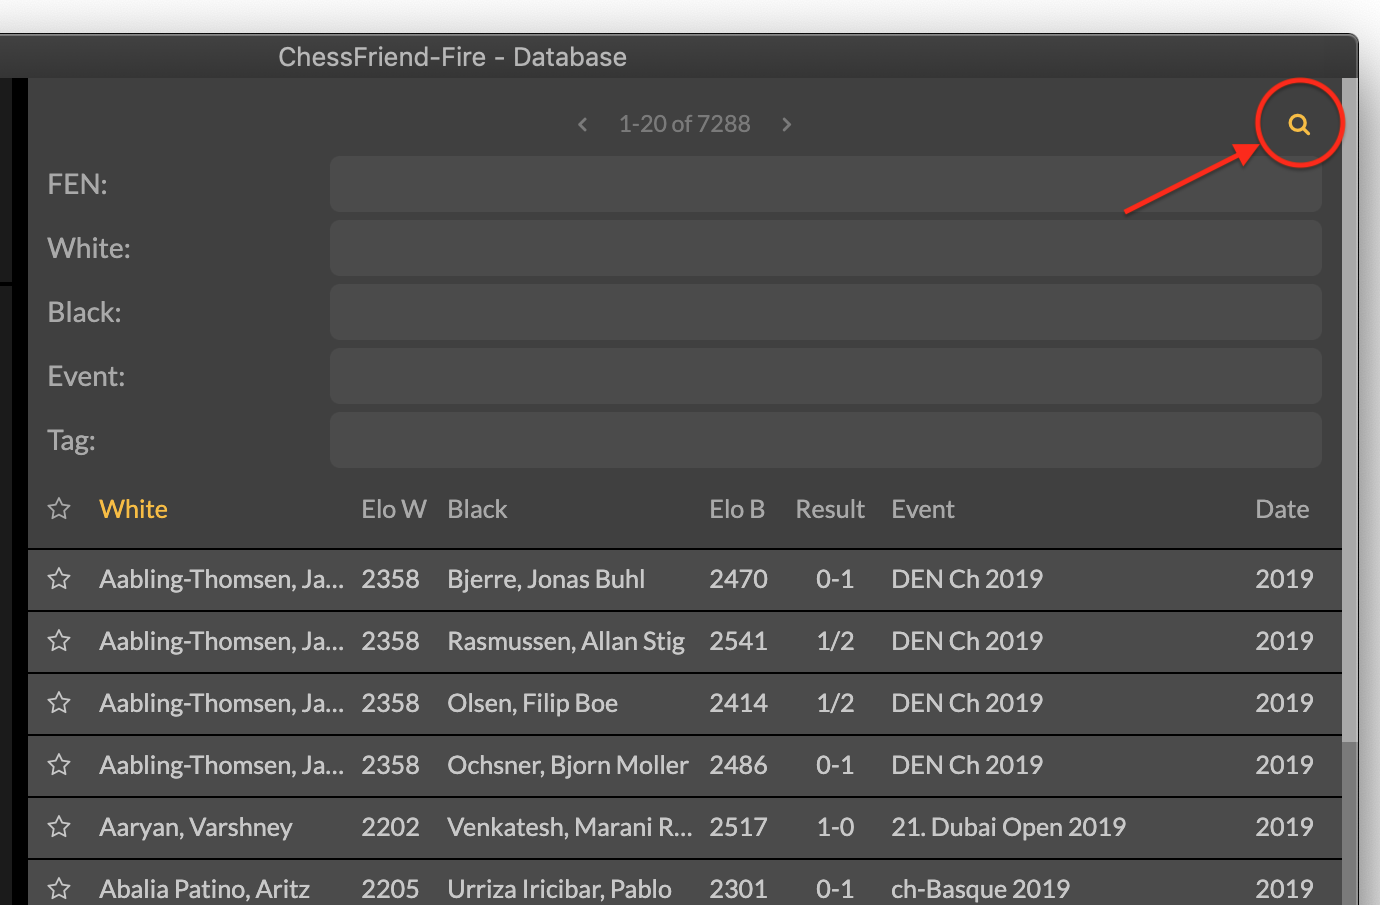 ChessFriend-Fire - Database
1-20 of 7288
FEN:
White:
Black:
Event:
Tag:
White Elo W Black Elo B Result Event Date
Aabling-Thomsen, Ja... 2358 Bjerre, Jonas Buhl 2470 0-1 DEN Ch 2019 2019
Aabling-Thomsen, Ja... 2358 Rasmussen, Allan Stig 2541 1/2 DEN Ch 2019 2019
Aabling-Thomsen, Ja... 2358 Olsen, Filip Boe 2414 1/2 DEN Ch 2019 2019
Aabling-Thomsen, Ja... 2358 Ochsner, Bjorn Moller 2486 0-1 DEN Ch 2019 2019
Aaryan, Varshney 2202 Venkatesh, Marani R... 2517 1-0 21. Dubai Open 2019 2019
Abalia Patino, Aritz 2205 Urriza Iricibar, Pablo 2301 0-1 ch-Basque 2019 2019